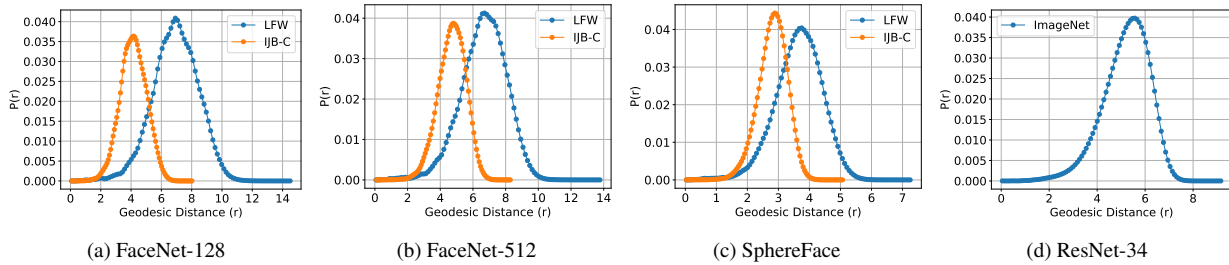 0.040
0.035
0.030
0.025
0.020
0.015
0.010
0.005
0.000
P(r)
LFW
IJB-C
0 2 4 6 8 10 12 14
Geodesic Distance (r)
(a) FaceNet-128
0.04
0.03
0.02
0.01
0.00
P(r)
LFW
IJB-C
0 2 4 6 8 10 12 14
Geodesic Distance (r)
(b) FaceNet-512
0.04
0.03
0.02
0.01
0.00
P(r)
LFW
IJB-C
0 1 2 3 4 5 6 7
Geodesic Distance (r)
(c) SphereFace
0.040
0.035
0.030
0.025
0.020
0.015
0.010
0.005
0.000
P(r)
ImageNet
0 2 4 6 8
Geodesic Distance (r)
(d) ResNet-34